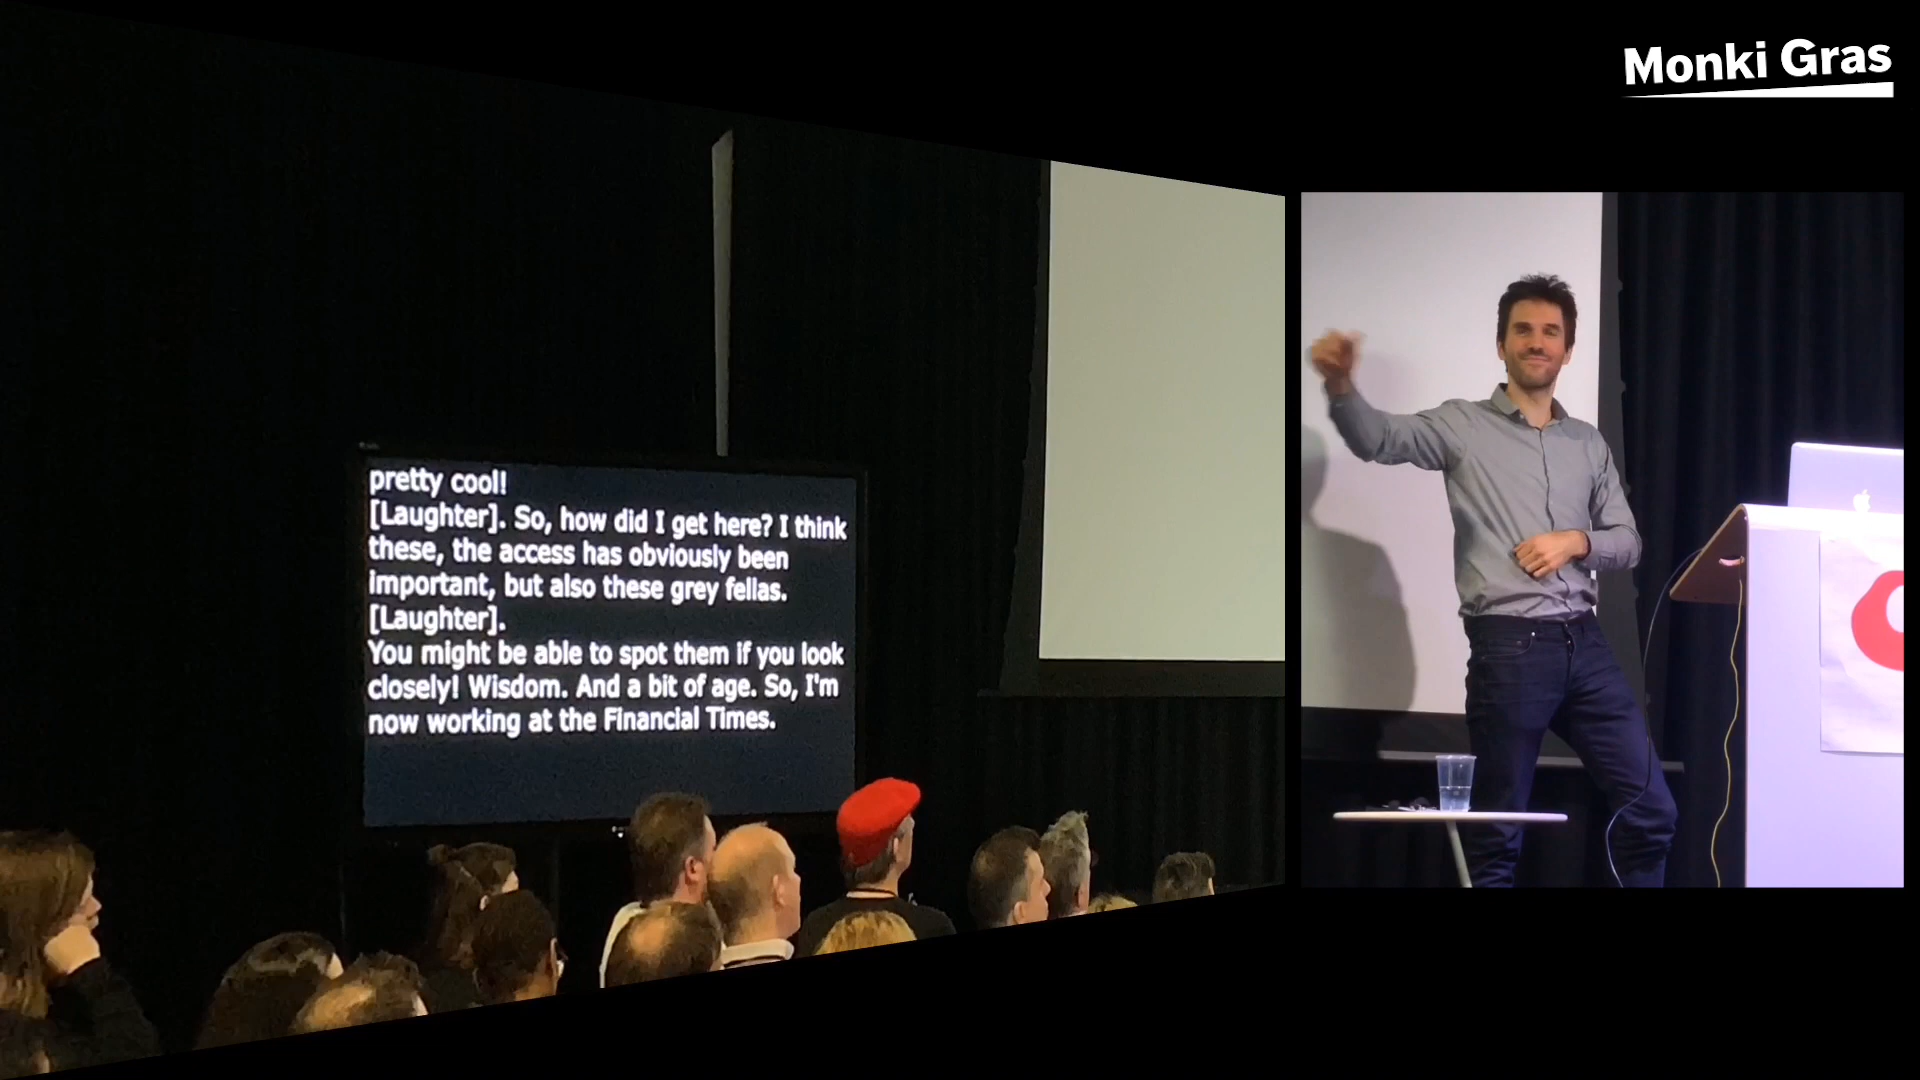 Monki Gras
pretty cool!
[Laughter]. So, how did I get here? I think
these, the access has obviously been
important, but also these grey fellas.
[Laughter].
You might be able to spot them if you look
closely! Wisdom. And a bit of age. So, I'm
now working at the Financial Times.